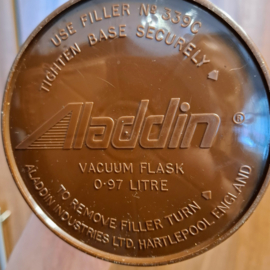 USE FILLER Nº 339C
TIGHTEN BASE SECURELY
Aladdin®
VACUUM FLASK
0·97 LITRE
TO REMOVE FILLER TURN
ALADDIN INDUSTRIES LTD. HARTLEPOOL, ENGLAND